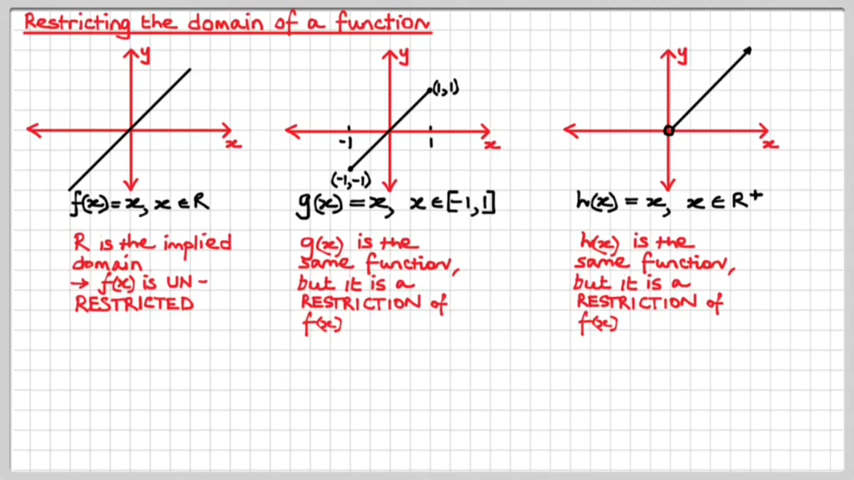 Restricting the domain of a function
y
x
f(x)=x, x ∈ R
R is the implied
domain
→ f(x) is UN-
RESTRICTED
y
(1,1)
-1
1
x
(-1,-1)
g(x) = x, x ∈ [-1, 1]
g(x) is the
same function,
but it is a
RESTRICTION of
f(x)
y
x
h(x) = x, x ∈ R+
h(x) is the
same function,
but it is a
RESTRICTION of
f(x)